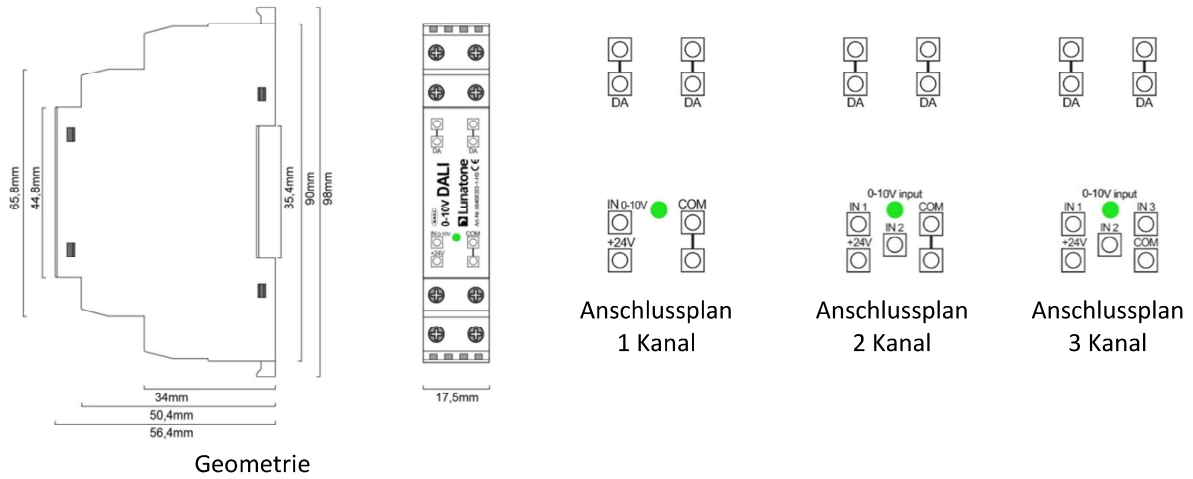 65,8mm
44,8mm
35,4mm
90mm
98mm
34mm
50,4mm
56,4mm
Geometrie
DA DA
0-10V DALI
Lunatone CE
IN 0-10V COM
+24V
17,5mm
DA DA
IN 0-10V COM
+24V
Anschlussplan
1 Kanal
DA DA
0-10V input
IN 1 COM
IN 2
+24V
Anschlussplan
2 Kanal
DA DA
0-10V input
IN 1 IN 3
IN 2
+24V COM
Anschlussplan
3 Kanal